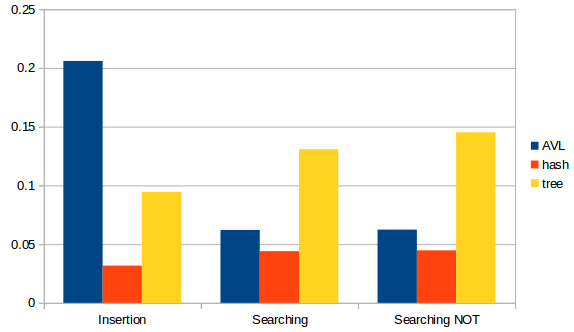 0.25
0.2
0.15
0.1
0.05
0
Insertion
Searching
Searching NOT
AVL
hash
tree